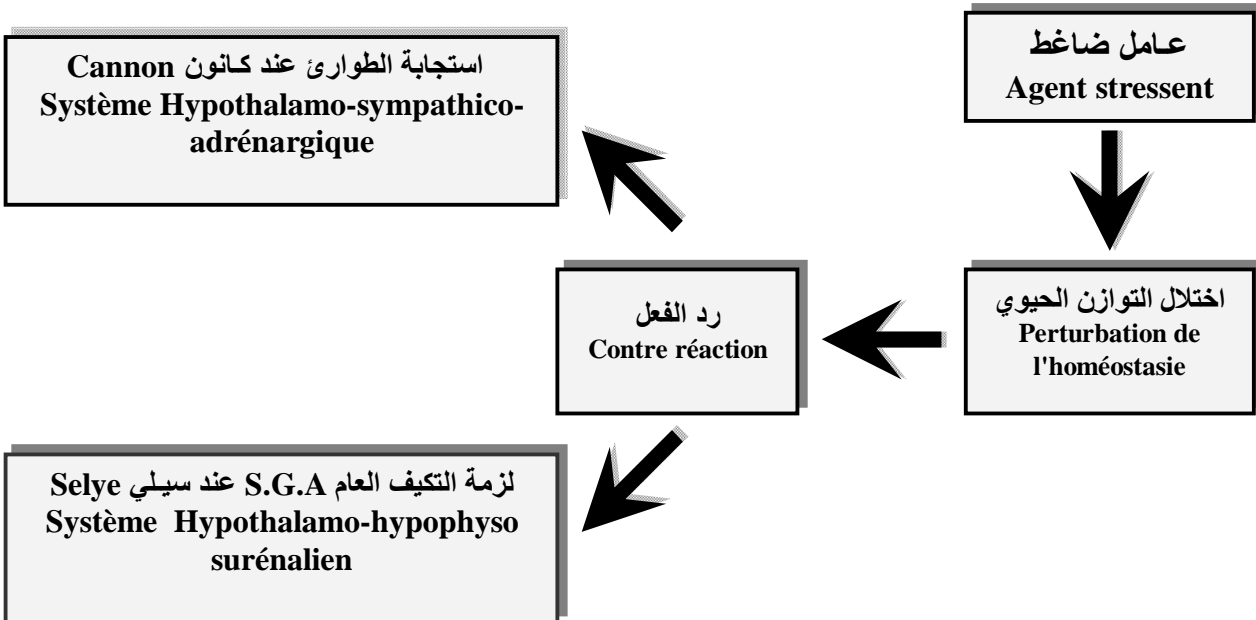 عـامل ضاغط
Agent stressent
استجابة الطوارئ عند كـانون Cannon
Système Hypothalamo-sympathico-
adrénargique
اختلال التوازن الحيوي
Perturbation de
l'homéostasie
رد الفعل
Contre réaction
لزمة التكيف العام S.G.A عند سيـلي Selye
Système Hypothalamo-hypophyso
surénalien